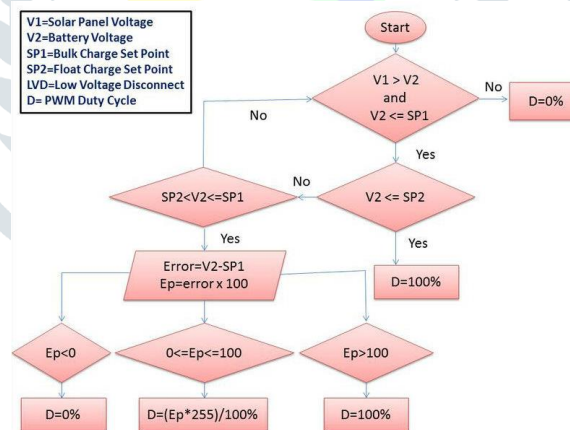 V1=Solar Panel Voltage
V2=Battery Voltage
SP1=Bulk Charge Set Point
SP2=Float Charge Set Point
LVD=Low Voltage Disconnect
D= PWM Duty Cycle
Start
V1 > V2
and
V2 <= SP1
No
D=0%
No
Yes
SP2<V2<=SP1
No
V2 <= SP2
Yes
Yes
Error=V2-SP1
Ep=error x 100
D=100%
Ep<0
0<=Ep<=100
Ep>100
D=0%
D=(Ep*255)/100%
D=100%